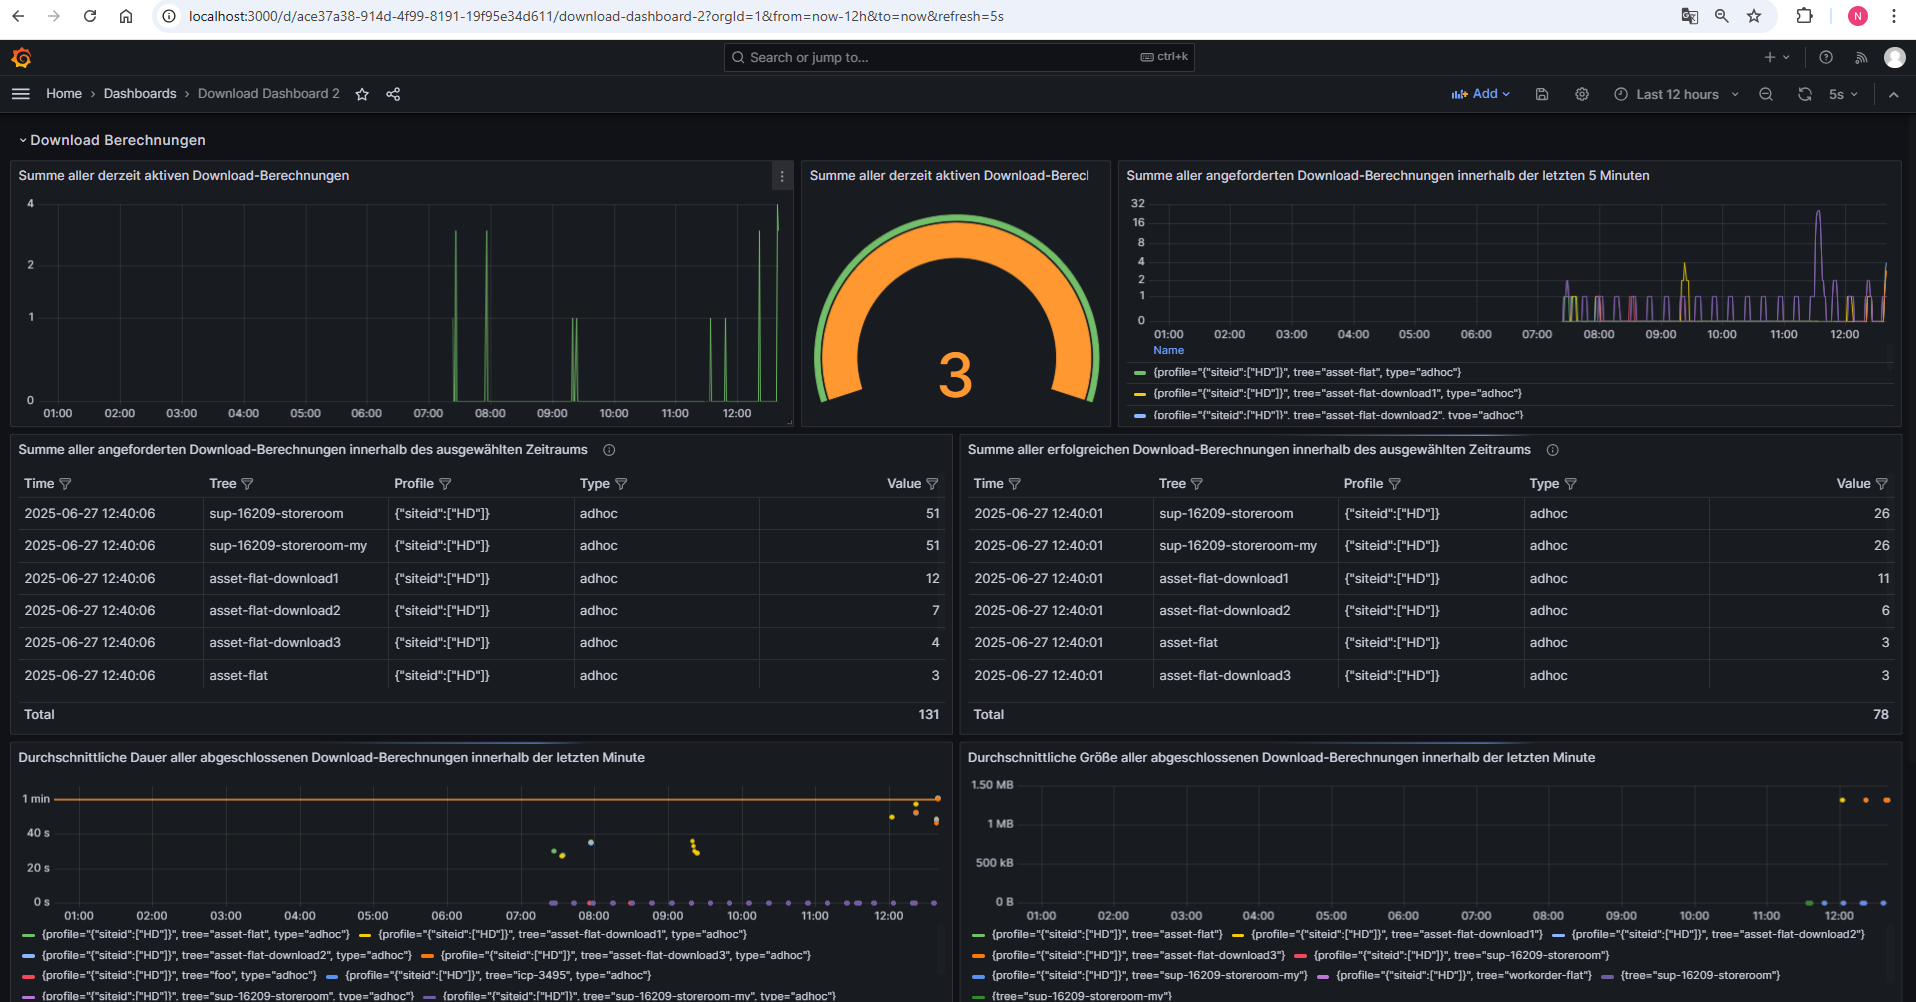 localhost:3000/d/ace37a38-914d-4f99-8191-19f95e34d611/download-dashboard-2?orgId=1&from=now-12h&to=now&refresh=5s
N
Search or jump to... ctrl+k
Home › Dashboards › Download Dashboard 2
Add Last 12 hours 5s
Download Berechnungen
Summe aller derzeit aktiven Download-Berechnungen
4
2
1
0
01:00 02:00 03:00 04:00 05:00 06:00 07:00 08:00 09:00 10:00 11:00 12:00
Summe aller derzeit aktiven Download-Berecl
3
Summe aller angeforderten Download-Berechnungen innerhalb der letzten 5 Minuten
32
16
8
4
2
1
0
01:00 02:00 03:00 04:00 05:00 06:00 07:00 08:00 09:00 10:00 11:00 12:00
Name
{profile="{"siteid":["HD"]}", tree="asset-flat", type="adhoc"}
{profile="{"siteid":["HD"]}", tree="asset-flat-download1", type="adhoc"}
{profile="{"siteid":["HD"]}", tree="asset-flat-download2", type="adhoc"}
Summe aller angeforderten Download-Berechnungen innerhalb des ausgewählten Zeitraums
Time Tree Profile Type Value
2025-06-27 12:40:06 sup-16209-storeroom {"siteid":["HD"]} adhoc 51
2025-06-27 12:40:06 sup-16209-storeroom-my {"siteid":["HD"]} adhoc 51
2025-06-27 12:40:06 asset-flat-download1 {"siteid":["HD"]} adhoc 12
2025-06-27 12:40:06 asset-flat-download2 {"siteid":["HD"]} adhoc 7
2025-06-27 12:40:06 asset-flat-download3 {"siteid":["HD"]} adhoc 4
2025-06-27 12:40:06 asset-flat {"siteid":["HD"]} adhoc 3
Total 131
Summe aller erfolgreichen Download-Berechnungen innerhalb des ausgewählten Zeitraums
Time Tree Profile Type Value
2025-06-27 12:40:01 sup-16209-storeroom {"siteid":["HD"]} adhoc 26
2025-06-27 12:40:01 sup-16209-storeroom-my {"siteid":["HD"]} adhoc 26
2025-06-27 12:40:01 asset-flat-download1 {"siteid":["HD"]} adhoc 11
2025-06-27 12:40:01 asset-flat-download2 {"siteid":["HD"]} adhoc 6
2025-06-27 12:40:01 asset-flat {"siteid":["HD"]} adhoc 3
2025-06-27 12:40:01 asset-flat-download3 {"siteid":["HD"]} adhoc 3
Total 78
Durchschnittliche Dauer aller abgeschlossenen Download-Berechnungen innerhalb der letzten Minute
1 min
40 s
20 s
0 s
01:00 02:00 03:00 04:00 05:00 06:00 07:00 08:00 09:00 10:00 11:00 12:00
{profile="{"siteid":["HD"]}", tree="asset-flat", type="adhoc"} {profile="{"siteid":["HD"]}", tree="asset-flat-download1", type="adhoc"}
{profile="{"siteid":["HD"]}", tree="asset-flat-download2", type="adhoc"} {profile="{"siteid":["HD"]}", tree="asset-flat-download3", type="adhoc"}
{profile="{"siteid":["HD"]}", tree="foo", type="adhoc"} {profile="{"siteid":["HD"]}", tree="icp-3495", type="adhoc"}
{profile="{"siteid":["HD"]}", tree="sup-16209-storeroom", type="adhoc"} {profile="{"siteid":["HD"]}", tree="sup-16209-storeroom-my", type="adhoc"}
Durchschnittliche Größe aller abgeschlossenen Download-Berechnungen innerhalb der letzten Minute
1.50 MB
1 MB
500 kB
0 B
01:00 02:00 03:00 04:00 05:00 06:00 07:00 08:00 09:00 10:00 11:00 12:00
{profile="{"siteid":["HD"]}", tree="asset-flat"} {profile="{"siteid":["HD"]}", tree="asset-flat-download1"} {profile="{"siteid":["HD"]}", tree="asset-flat-download2"}
{profile="{"siteid":["HD"]}", tree="asset-flat-download3"} {profile="{"siteid":["HD"]}", tree="sup-16209-storeroom"}
{profile="{"siteid":["HD"]}", tree="sup-16209-storeroom-my"} {profile="{"siteid":["HD"]}", tree="workorder-flat"} {tree="sup-16209-storeroom"}
{tree="sup-16209-storeroom-my"}